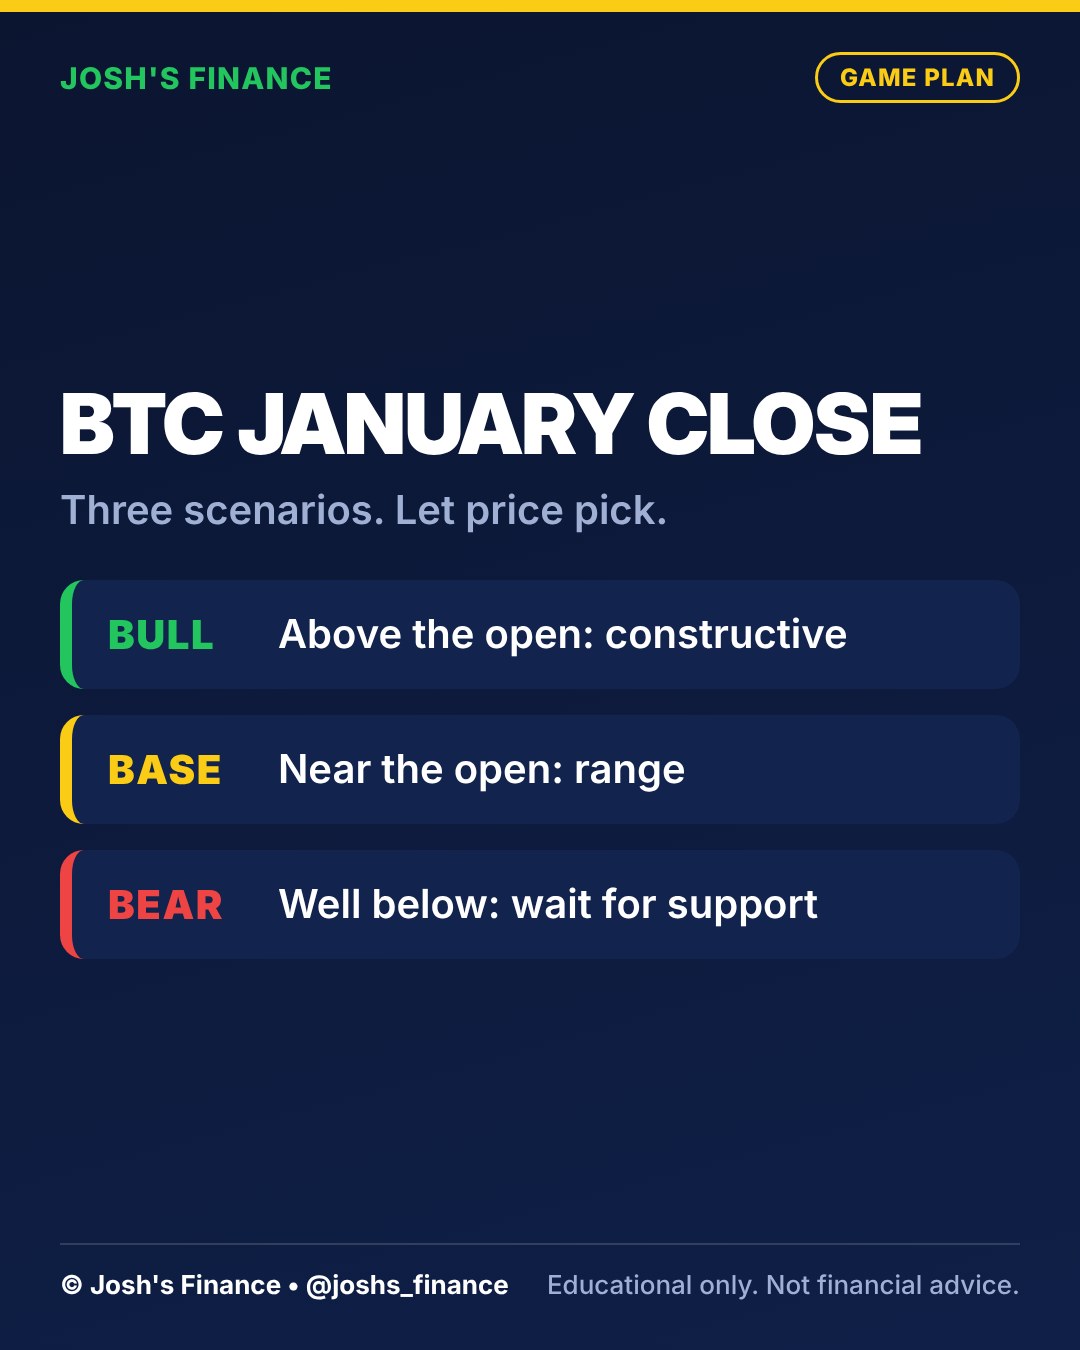 JOSH'S FINANCE
GAME PLAN
BTC JANUARY CLOSE
Three scenarios. Let price pick.
BULL Above the open: constructive
BASE Near the open: range
BEAR Well below: wait for support
© Josh's Finance • @joshs_finance Educational only. Not financial advice.